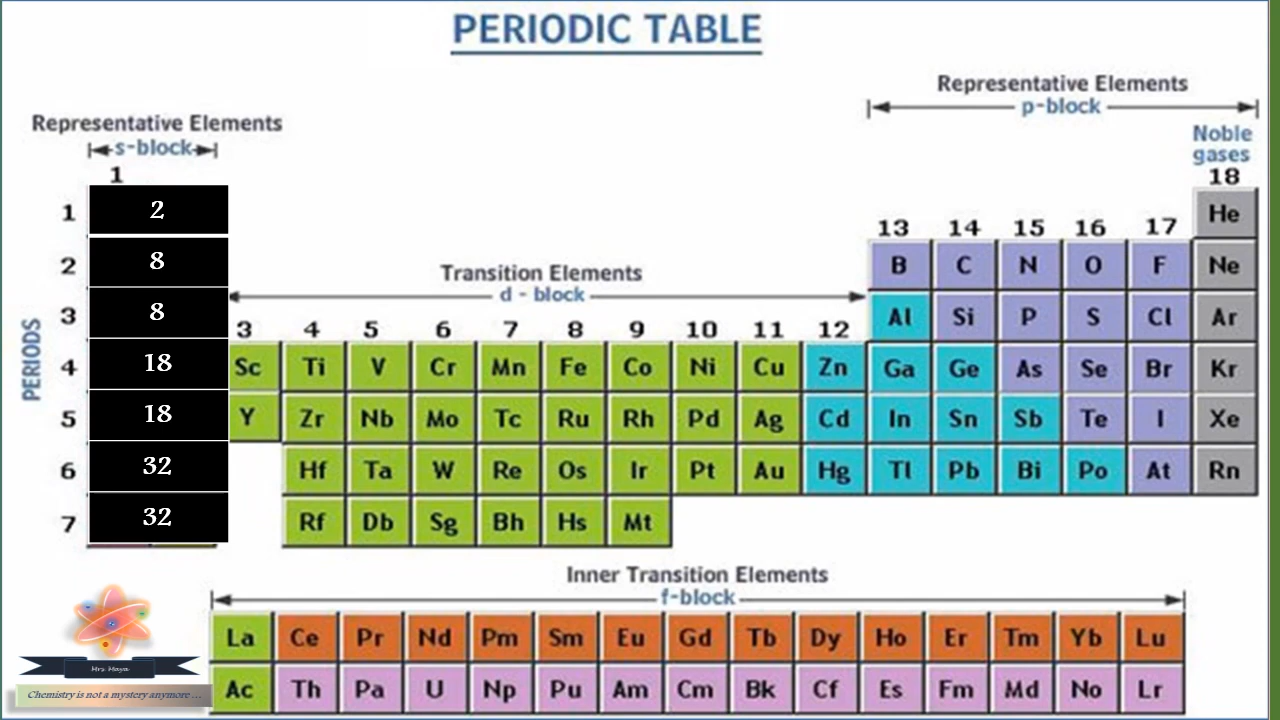 PERIODIC TABLE
Representative Elements
p-block
Representative Elements
s-block
Noble
gases
1
18
1 2 He
13 14 15 16 17
2 8 B C N O F Ne
Transition Elements
d - block
3 8 Al Si P S Cl Ar
3 4 5 6 7 8 9 10 11 12
PERIODS
4 18 Sc Ti V Cr Mn Fe Co Ni Cu Zn Ga Ge As Se Br Kr
5 18 Y Zr Nb Mo Tc Ru Rh Pd Ag Cd In Sn Sb Te I Xe
6 32 Hf Ta W Re Os Ir Pt Au Hg Tl Pb Bi Po At Rn
7 32 Rf Db Sg Bh Hs Mt
Inner Transition Elements
f-block
La Ce Pr Nd Pm Sm Eu Gd Tb Dy Ho Er Tm Yb Lu
Ac Th Pa U Np Pu Am Cm Bk Cf Es Fm Md No Lr
Mrs. Maya
Chemistry is not a mystery anymore ...